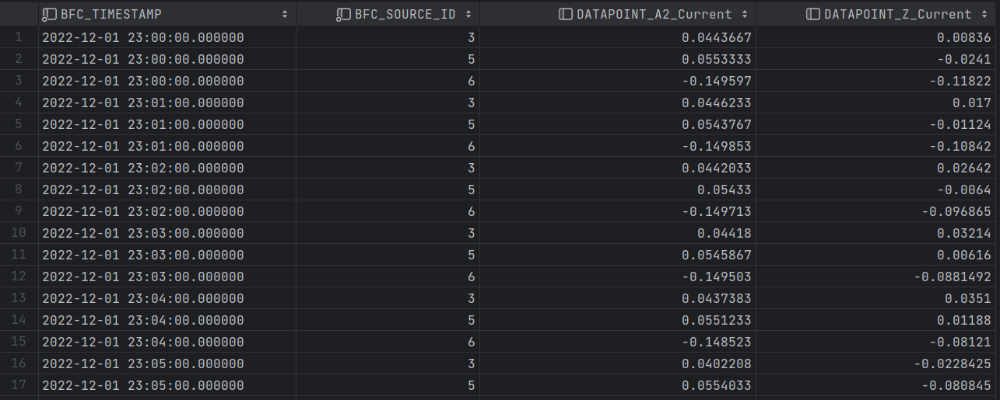 BFC_TIMESTAMP BFC_SOURCE_ID DATAPOINT_A2_Current DATAPOINT_Z_Current
1 2022-12-01 23:00:00.000000 3 0.0443667 0.00836
2 2022-12-01 23:00:00.000000 5 0.0553333 -0.0241
3 2022-12-01 23:00:00.000000 6 -0.149597 -0.11822
4 2022-12-01 23:01:00.000000 3 0.0446233 0.017
5 2022-12-01 23:01:00.000000 5 0.0543767 -0.01124
6 2022-12-01 23:01:00.000000 6 -0.149853 -0.10842
7 2022-12-01 23:02:00.000000 3 0.0442033 0.02642
8 2022-12-01 23:02:00.000000 5 0.05433 -0.0064
9 2022-12-01 23:02:00.000000 6 -0.149713 -0.096865
10 2022-12-01 23:03:00.000000 3 0.04418 0.03214
11 2022-12-01 23:03:00.000000 5 0.0545867 0.00616
12 2022-12-01 23:03:00.000000 6 -0.149503 -0.0881492
13 2022-12-01 23:04:00.000000 3 0.0437383 0.0351
14 2022-12-01 23:04:00.000000 5 0.0551233 0.01188
15 2022-12-01 23:04:00.000000 6 -0.148523 -0.08121
16 2022-12-01 23:05:00.000000 3 0.0402208 -0.0228425
17 2022-12-01 23:05:00.000000 5 0.0554033 -0.080845